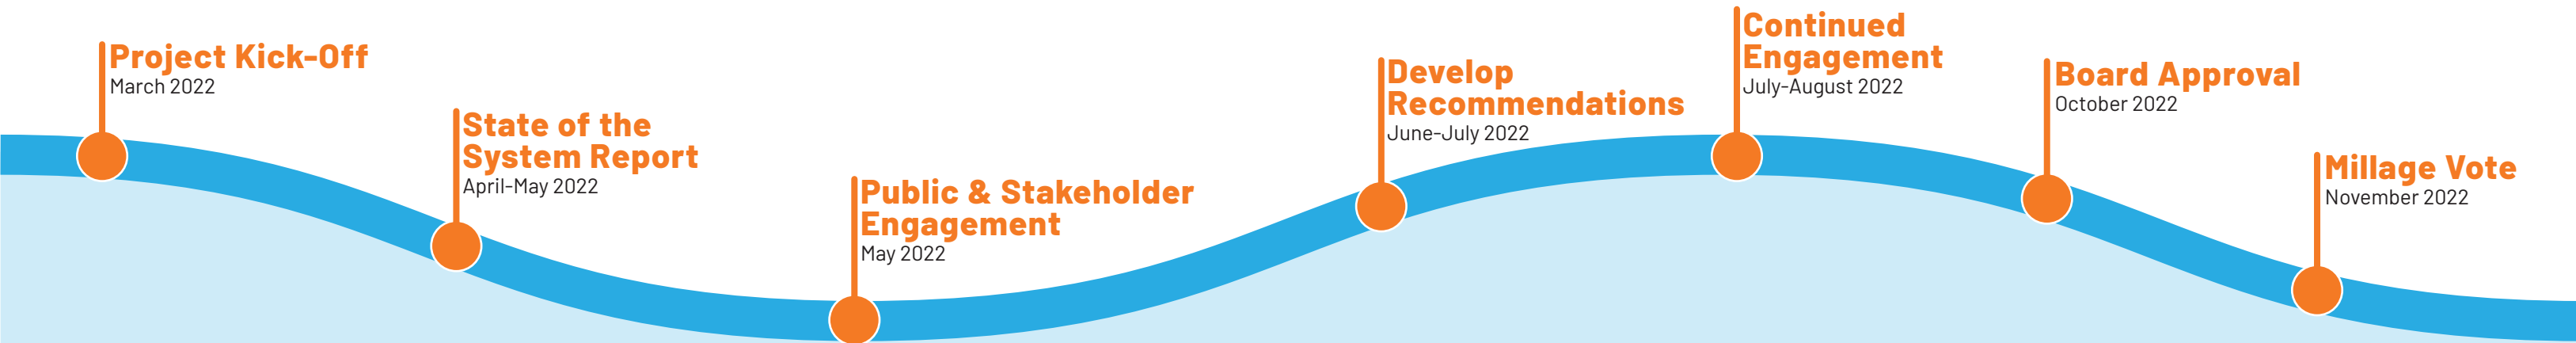 Project Kick-Off
March 2022
State of the
System Report
April-May 2022
Public & Stakeholder
Engagement
May 2022
Develop
Recommendations
June-July 2022
Continued
Engagement
July-August 2022
Board Approval
October 2022
Millage Vote
November 2022